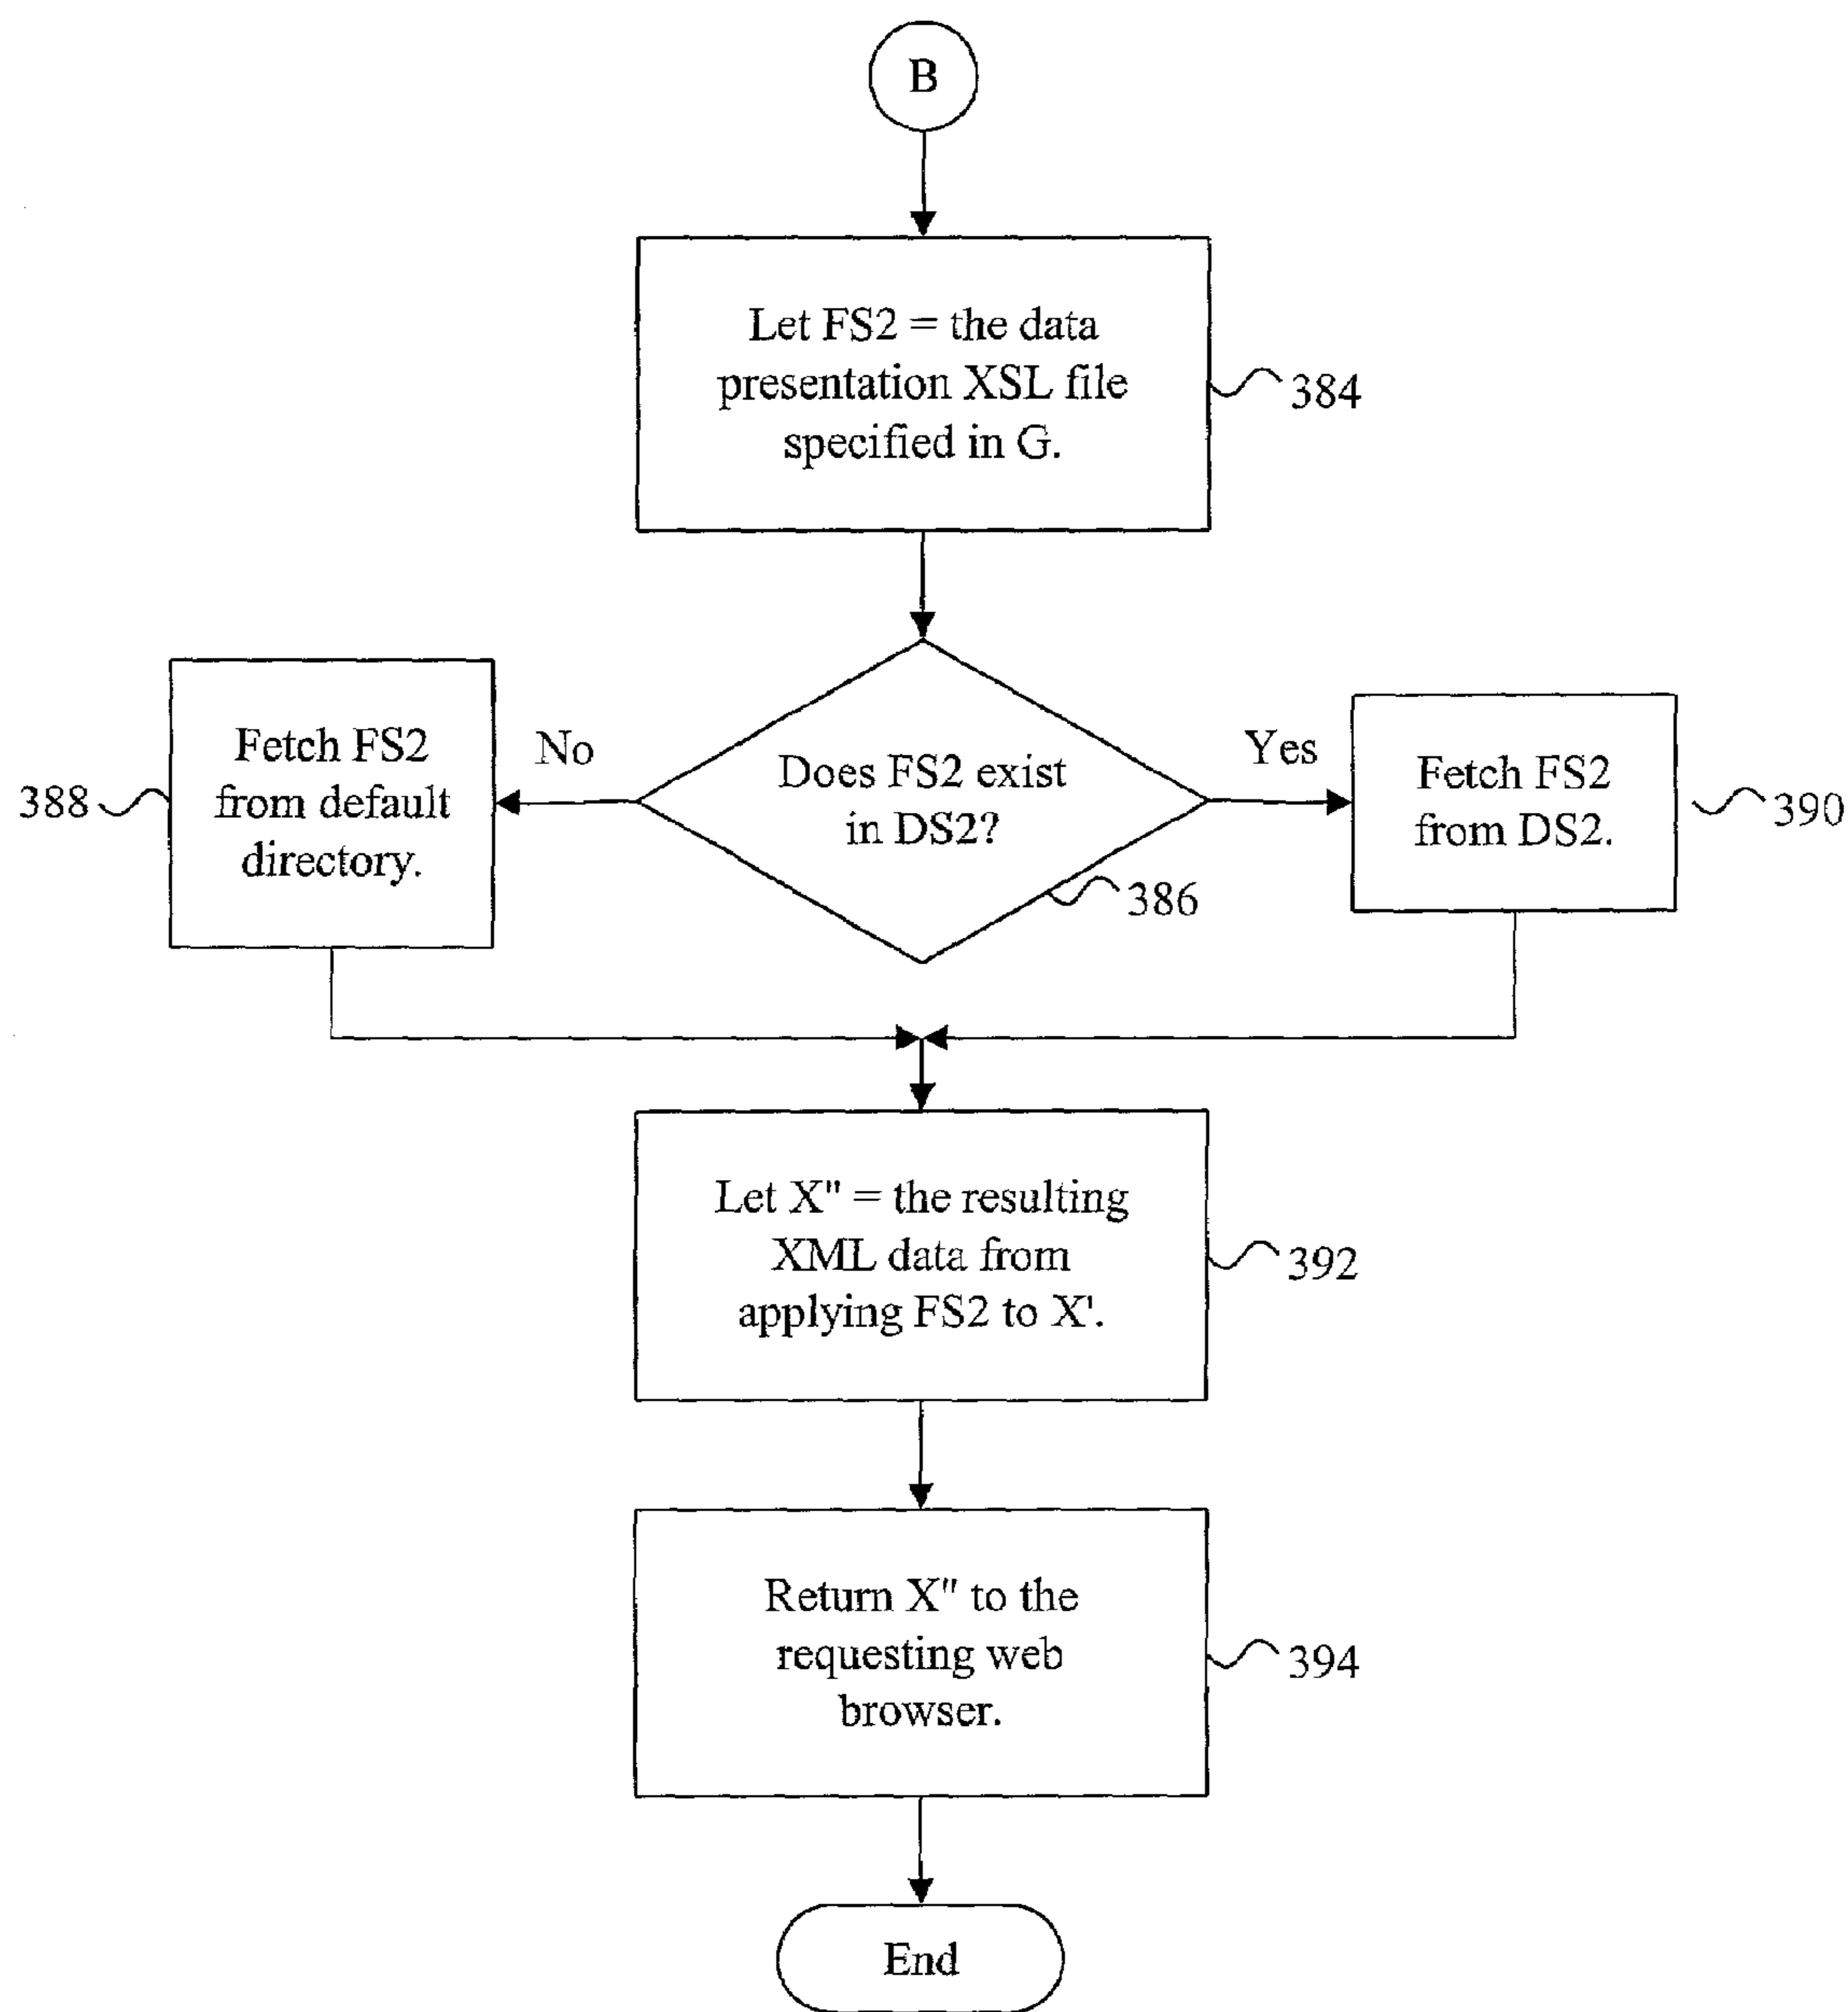 B
Let FS2 = the data
presentation XSL file
specified in G.
384
Fetch FS2
from default
directory.
388
No
Does FS2 exist
in DS2?
386
Yes
Fetch FS2
from DS2.
390
Let X" = the resulting
XML data from
applying FS2 to X'.
392
Return X" to the
requesting web
browser.
394
End